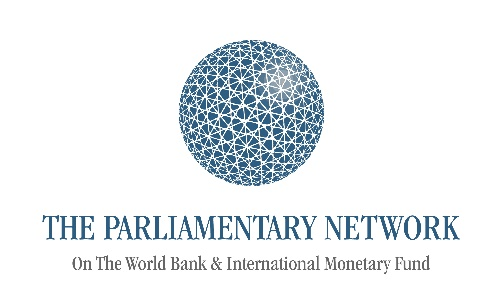 THE PARLIAMENTARY NETWORK
On The World Bank & International Monetary Fund